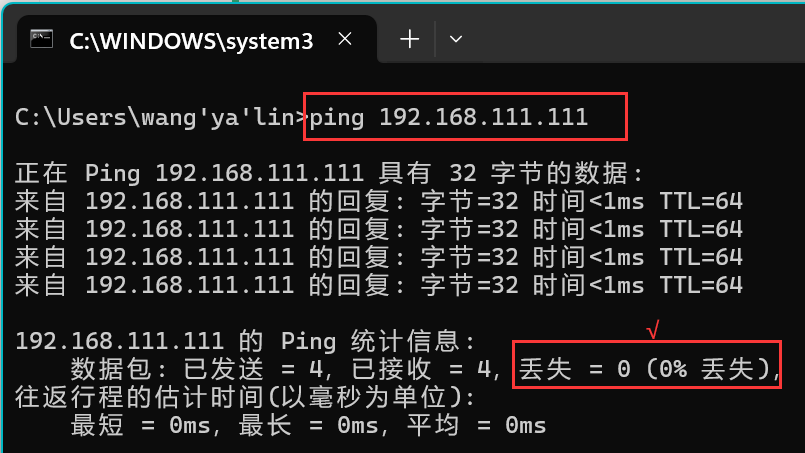 C:\WINDOWS\system3
C:\Users\wang'ya'lin>ping 192.168.111.111
正在 Ping 192.168.111.111 具有 32 字节的数据:
来自 192.168.111.111 的回复: 字节=32 时间<1ms TTL=64
来自 192.168.111.111 的回复: 字节=32 时间<1ms TTL=64
来自 192.168.111.111 的回复: 字节=32 时间<1ms TTL=64
来自 192.168.111.111 的回复: 字节=32 时间<1ms TTL=64
192.168.111.111 的 Ping 统计信息:
√
数据包: 已发送 = 4, 已接收 = 4, 丢失 = 0 (0% 丢失),
往返行程的估计时间(以毫秒为单位):
最短 = 0ms, 最长 = 0ms, 平均 = 0ms